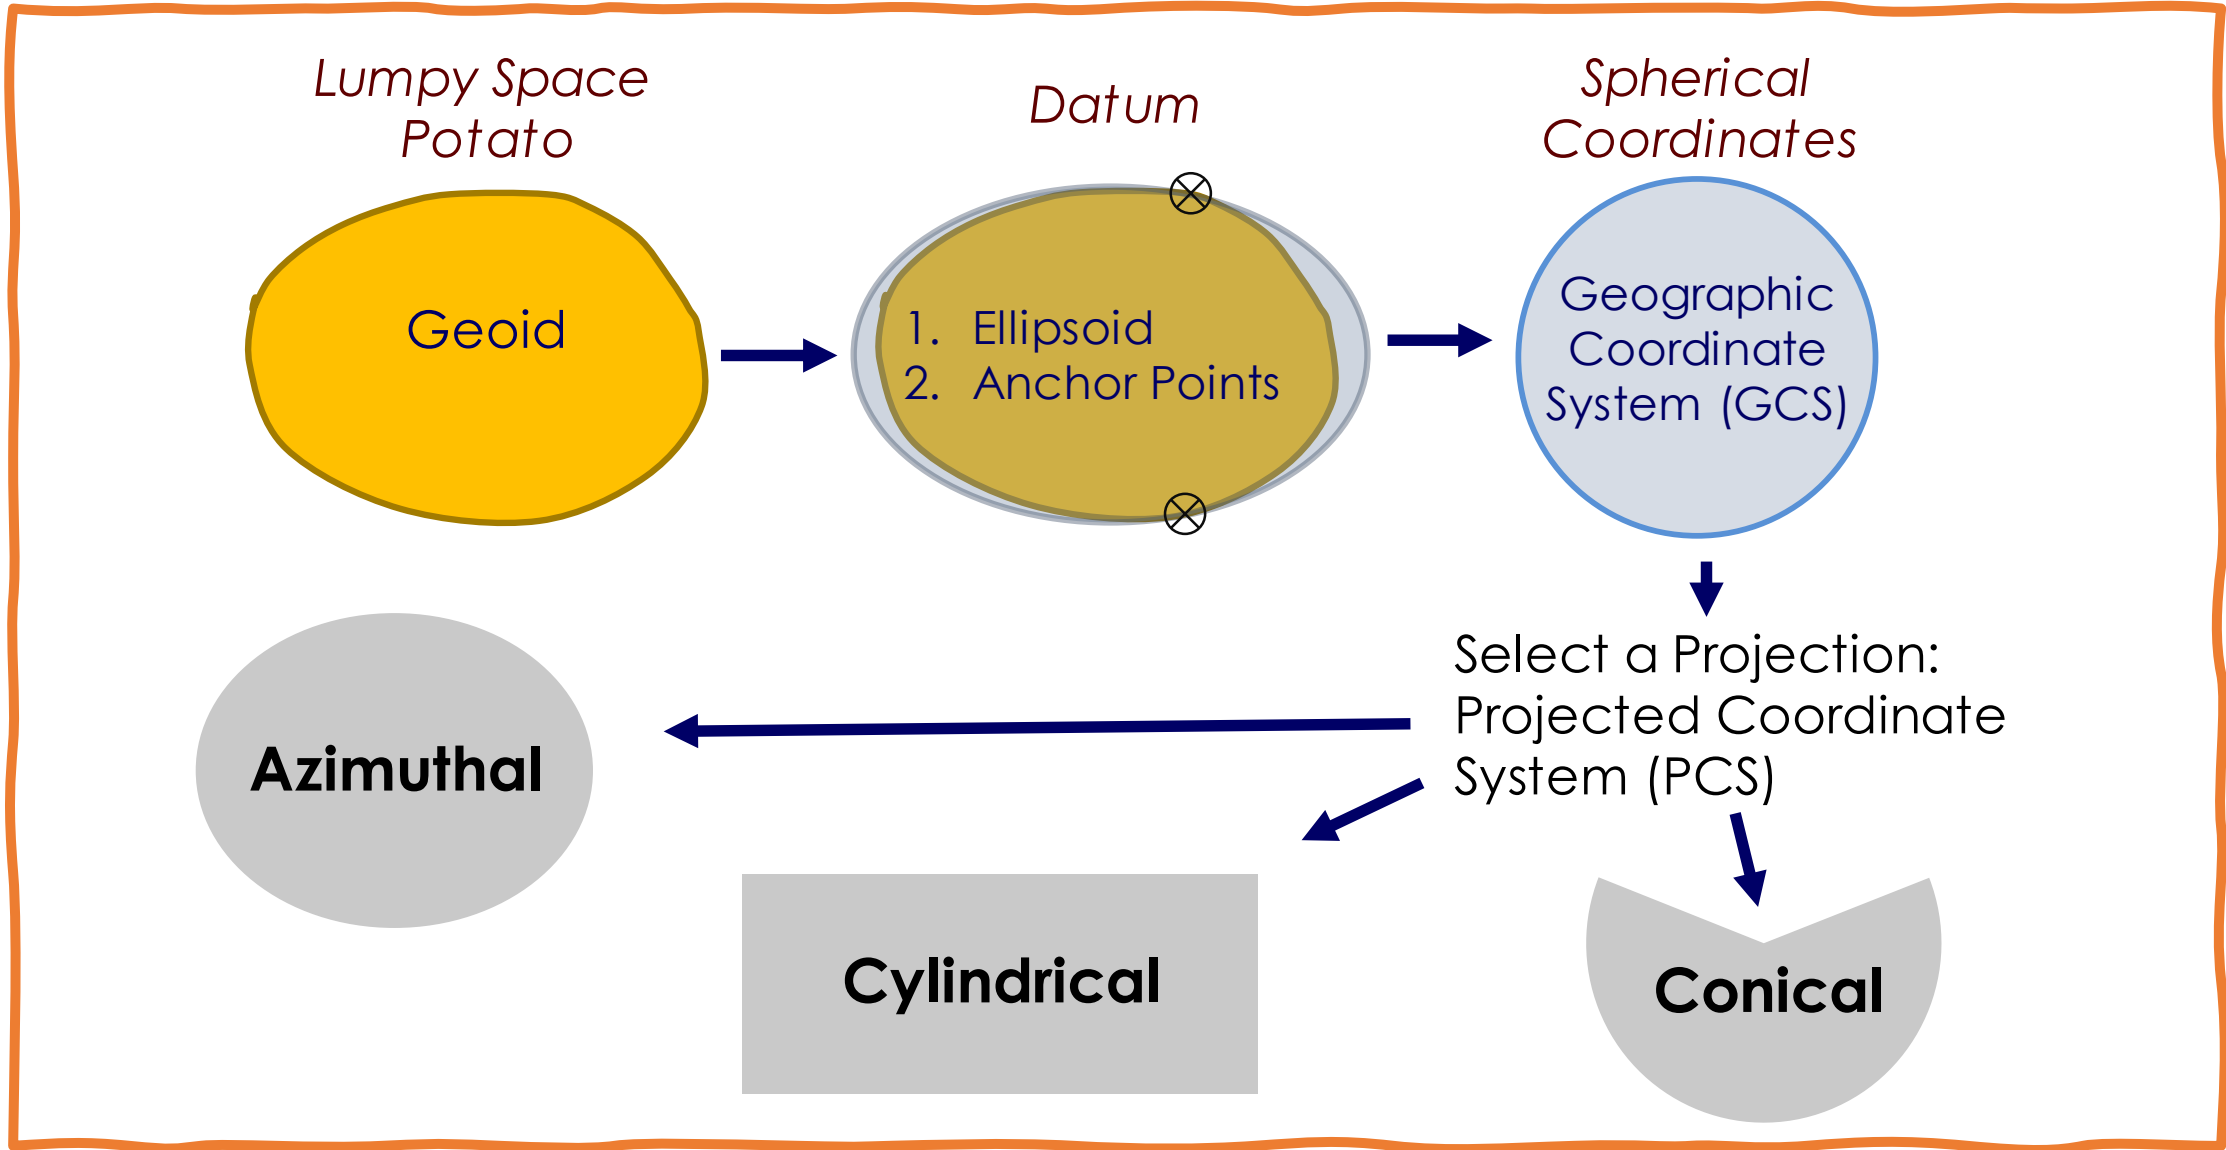 Lumpy Space
Potato
Datum
Spherical
Coordinates
Geoid
1. Ellipsoid
2. Anchor Points
Geographic
Coordinate
System (GCS)
Select a Projection:
Projected Coordinate
System (PCS)
Azimuthal
Cylindrical
Conical